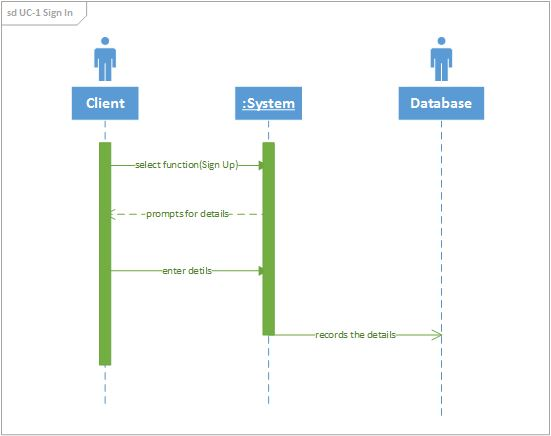 sd UC-1 Sign In
Client
:System
Database
select function(Sign Up)
prompts for details
enter detils
records the details